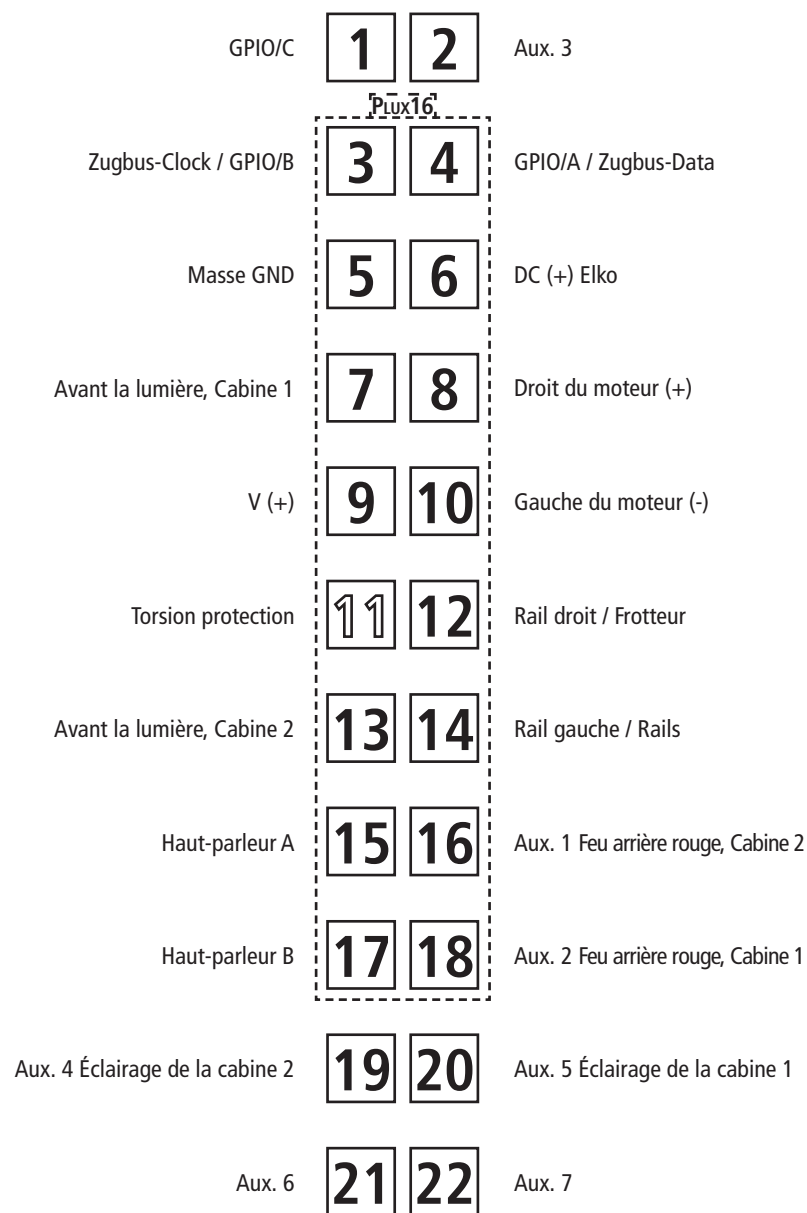 GPIO/C 1 2 Aux. 3
PLUX16
Zugbus-Clock / GPIO/B 3 4 GPIO/A / Zugbus-Data
Masse GND 5 6 DC (+) Elko
Avant la lumière, Cabine 1 7 8 Droit du moteur (+)
V (+) 9 10 Gauche du moteur (-)
Torsion protection 11 12 Rail droit / Frotteur
Avant la lumière, Cabine 2 13 14 Rail gauche / Rails
Haut-parleur A 15 16 Aux. 1 Feu arrière rouge, Cabine 2
Haut-parleur B 17 18 Aux. 2 Feu arrière rouge, Cabine 1
Aux. 4 Éclairage de la cabine 2 19 20 Aux. 5 Éclairage de la cabine 1
Aux. 6 21 22 Aux. 7